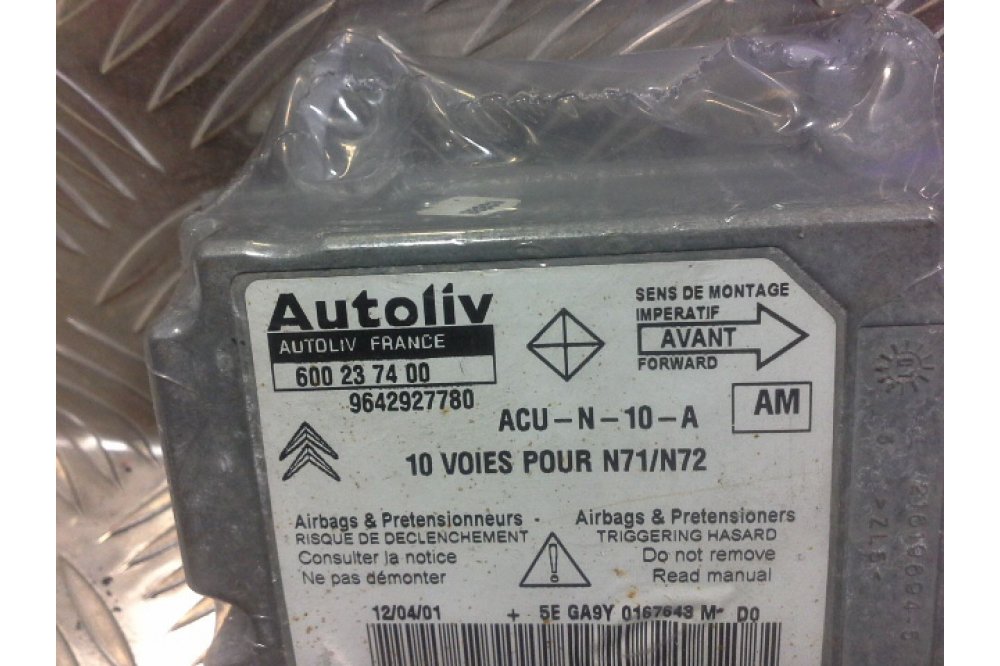 Autoliv
AUTOLIV FRANCE
600 23 74 00
9642927780
SENS DE MONTAGE
IMPERATIF
AVANT
FORWARD
ACU-N-10-A
AM
10 VOIES POUR N71/N72
Airbags & Pretensionneurs
RISQUE DE DECLENCHEMENT
Consulter la notice
Ne pas démonter
Airbags & Pretensioners
TRIGGERING HASARD
Do not remove
Read manual
12/04/01 + 5E GA9Y 0167643 M- D0